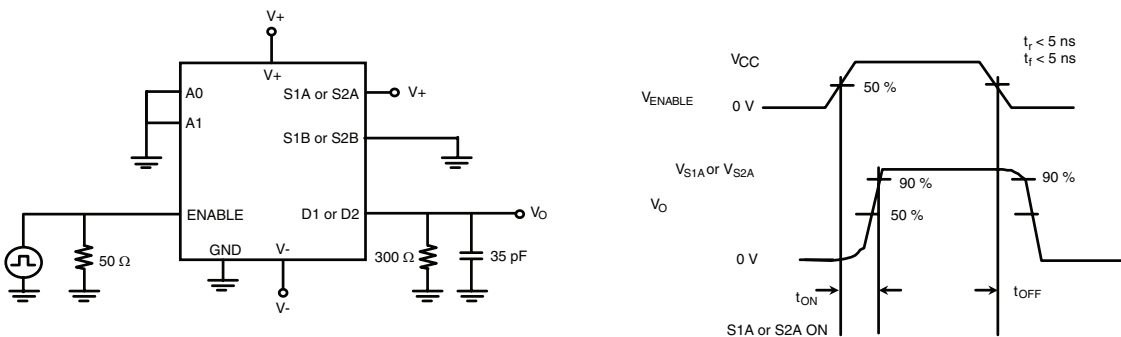 V+
V+
A0
S1A or S2A
V+
A1
S1B or S2B
ENABLE
D1 or D2
VO
50 Ω
GND
V-
300 Ω
35 pF
V-
tr < 5 ns
tf < 5 ns
VCC
50 %
VENABLE
0 V
VS1A or VS2A
90 %
90 %
VO
50 %
0 V
tON
tOFF
S1A or S2A ON